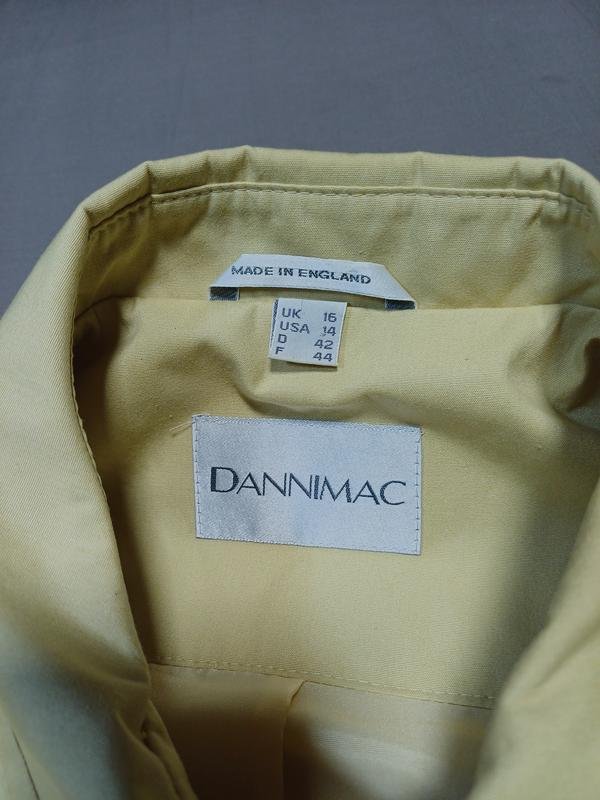 MADE IN ENGLAND
UK 16
USA 14
D 42
F 44
DANNIMAC